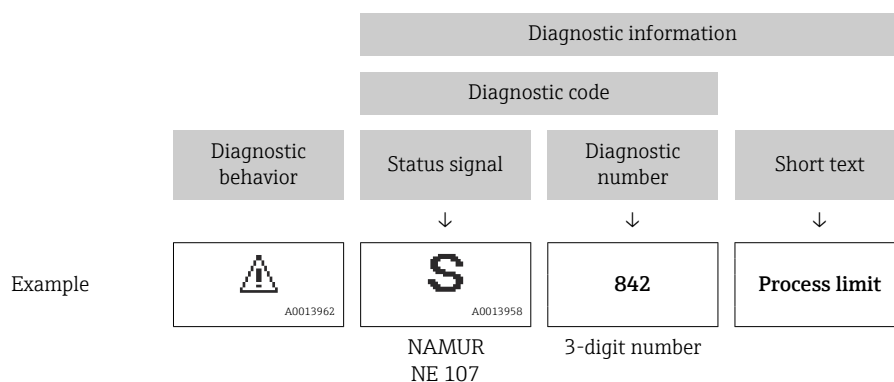 Diagnostic information
Diagnostic code
Diagnostic behavior
Status signal
Diagnostic number
Short text
↓ ↓ ↓
Example
A0013962
S
A0013958
842
Process limit
NAMUR NE 107
3-digit number